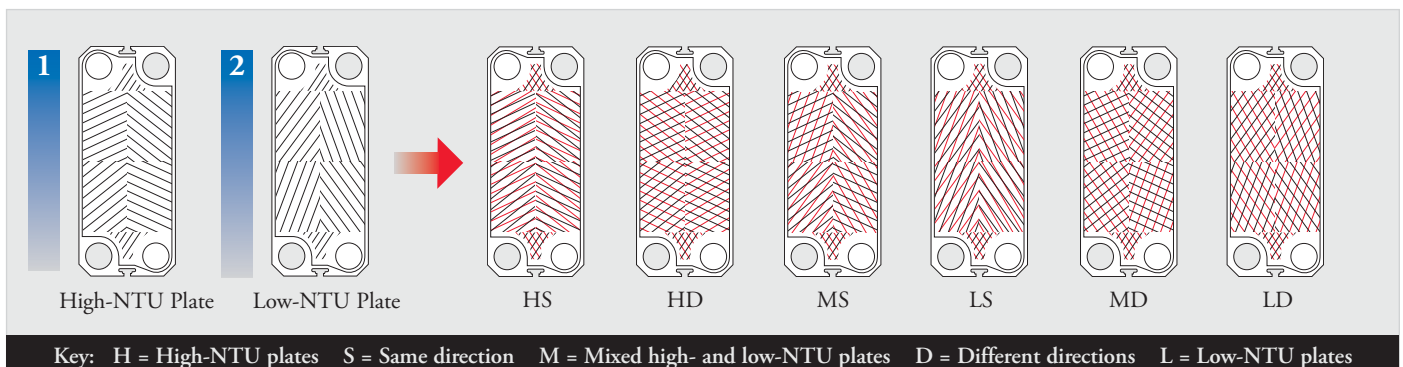 1
2
High-NTU Plate
Low-NTU Plate
HS
HD
MS
LS
MD
LD
Key: H = High-NTU plates S = Same direction M = Mixed high- and low-NTU plates D = Different directions L = Low-NTU plates